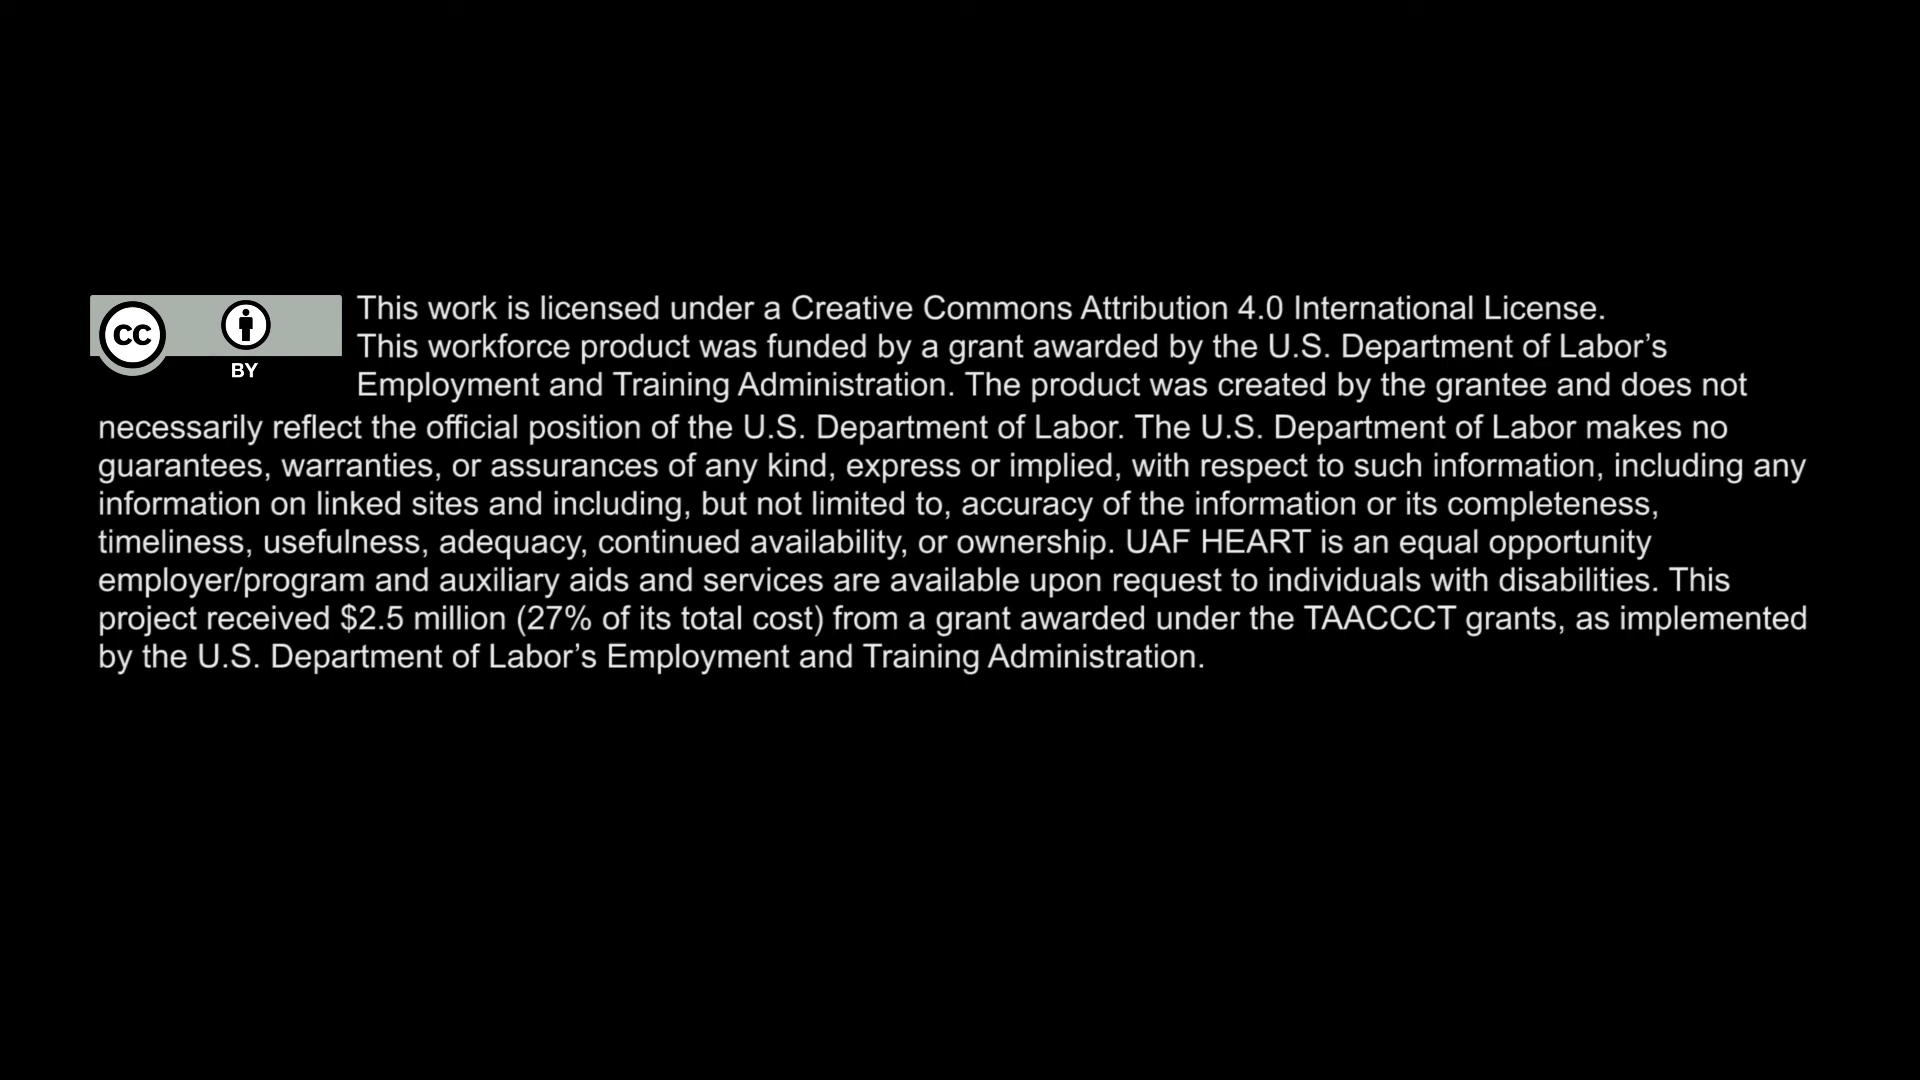 CC
BY
This work is licensed under a Creative Commons Attribution 4.0 International License.
This workforce product was funded by a grant awarded by the U.S. Department of Labor’s
Employment and Training Administration. The product was created by the grantee and does not
necessarily reflect the official position of the U.S. Department of Labor. The U.S. Department of Labor makes no
guarantees, warranties, or assurances of any kind, express or implied, with respect to such information, including any
information on linked sites and including, but not limited to, accuracy of the information or its completeness,
timeliness, usefulness, adequacy, continued availability, or ownership. UAF HEART is an equal opportunity
employer/program and auxiliary aids and services are available upon request to individuals with disabilities. This
project received $2.5 million (27% of its total cost) from a grant awarded under the TAACCCT grants, as implemented
by the U.S. Department of Labor’s Employment and Training Administration.